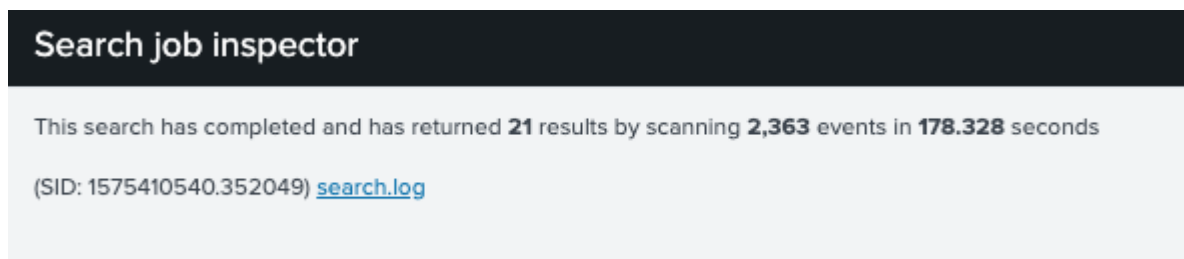 Search job inspector
This search has completed and has returned 21 results by scanning 2,363 events in 178.328 seconds
(SID: 1575410540.352049) search.log